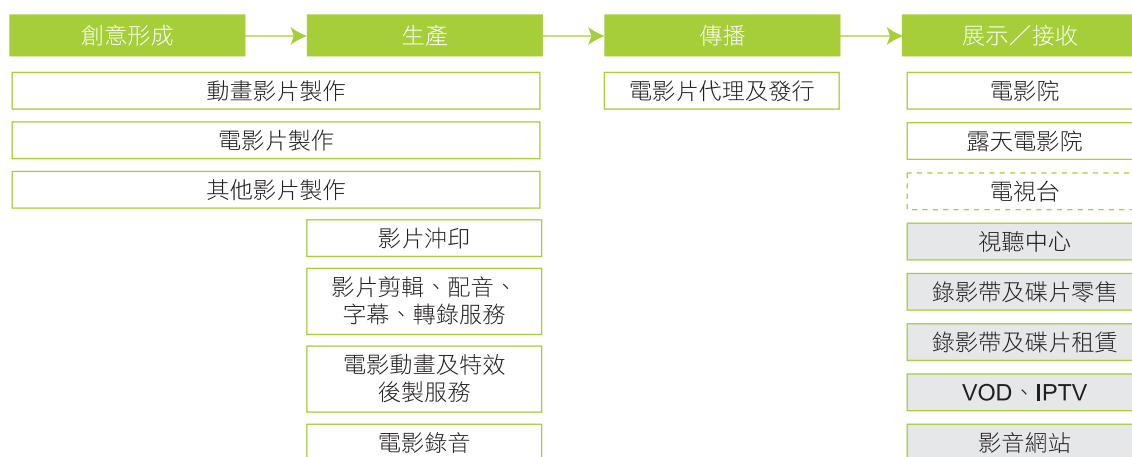 創意形成
生產
傳播
展示／接收
動畫影片製作
電影片製作
其他影片製作
影片沖印
影片剪輯、配音、
字幕、轉錄服務
電影動畫及特效
後製服務
電影錄音
電影片代理及發行
電影院
露天電影院
電視台
視聽中心
錄影帶及碟片零售
錄影帶及碟片租賃
VOD、IPTV
影音網站